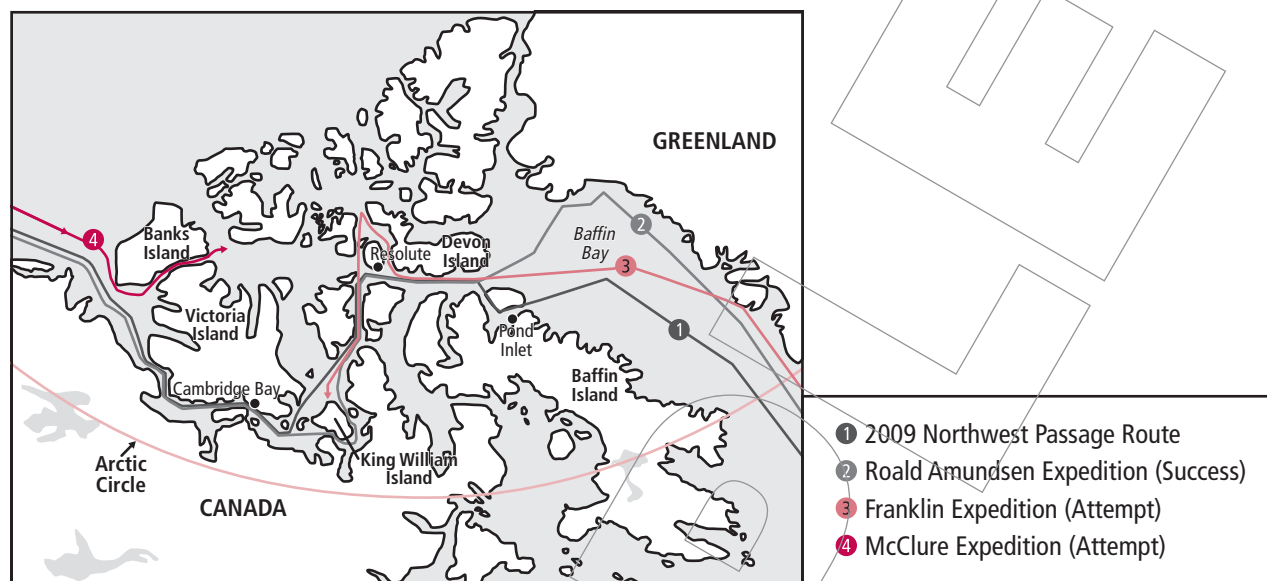 GREENLAND
Banks
Island
4
Devon
Island
Resolute
Baffin
Bay
2
3
Victoria
Island
1
Pond
Inlet
Cambridge Bay
Baffin
Island
Arctic
Circle
King William
Island
CANADA
1 2009 Northwest Passage Route
2 Roald Amundsen Expedition (Success)
3 Franklin Expedition (Attempt)
4 McClure Expedition (Attempt)